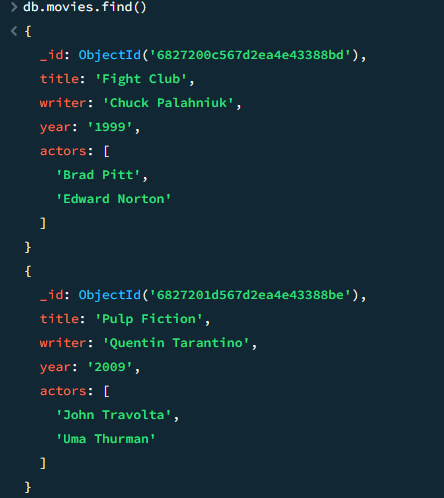 > db.movies.find()
< {
_id: ObjectId('6827200c567d2ea4e43388bd'),
title: 'Fight Club',
writer: 'Chuck Palahniuk',
year: '1999',
actors: [
'Brad Pitt',
'Edward Norton'
]
}
{
_id: ObjectId('6827201d567d2ea4e43388be'),
title: 'Pulp Fiction',
writer: 'Quentin Tarantino',
year: '2009',
actors: [
'John Travolta',
'Uma Thurman'
]
}